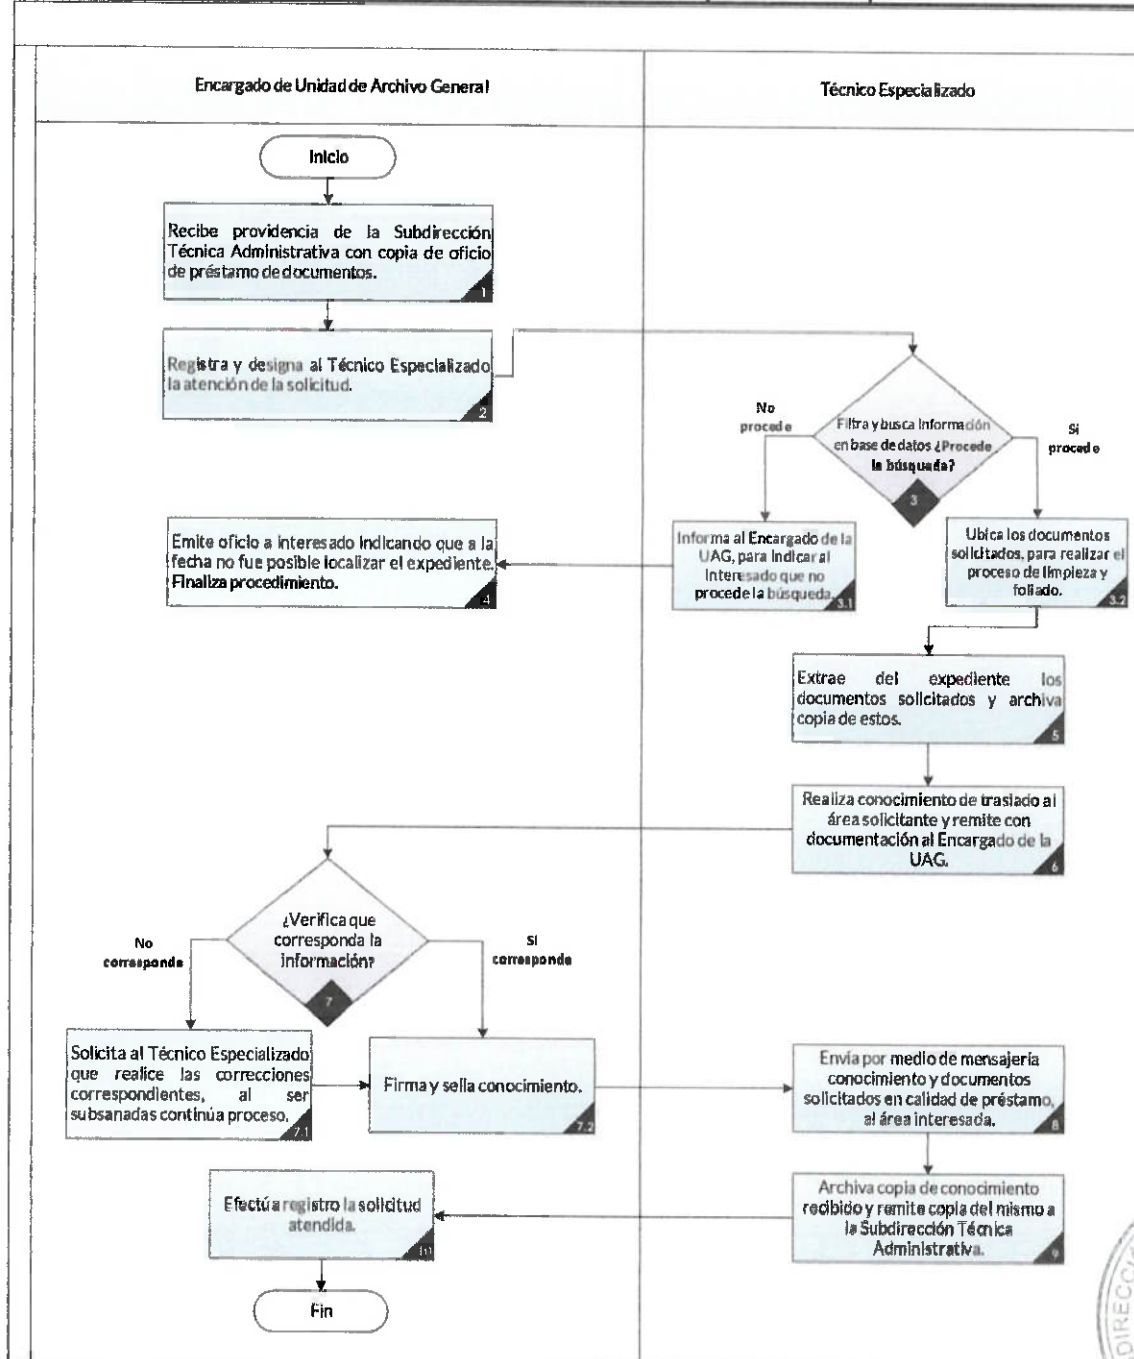 Encargado de Unidad de Archivo General
Técnico Especializado
Inicio
Recibe providencia de la Subdirección
Técnica Administrativa con copia de oficio
de préstamo de documentos.
1
Registra y designa al Técnico Especializado
la atención de la solicitud.
2
No
procede
Filtra y busca información
en base de datos ¿Procede
la búsquada?
3
Si
procede
Emite oficio a interesado indicando que a la
fecha no fue posible localizar el expediente.
Finaliza procedimiento.
4
Informa al Encargado de la
UAG, para indicar al
Interesado que no
procede la búsqueda.
3.1
Ubica los documentos
solicitados, para realizar el
proceso de limpieza y
foliado.
3.2
Extrae del expediente los
documentos solicitados y archiva
copia de estos.
5
Realiza conocimiento de traslado al
área solicitante y remite con
documentación al Encargado de la
UAG.
6
¿Verifica que
corresponda la
información?
7
No
corresponde
Si
corresponde
Solicita al Técnico Especializado
que realice las correcciones
correspondientes, al ser
subsanadas continúa proceso.
7.1
Firma y sella conocimiento.
7.2
Envía por medio de mensajería
conocimiento y documentos
solicitados en calidad de préstamo,
al área interesada.
8
Efectúa registro la solicitud
atendida.
10
Archiva copia de conocimiento
recibido y remite copia del mismo a
la Subdirección Técnica
Administrativa.
9
Fin